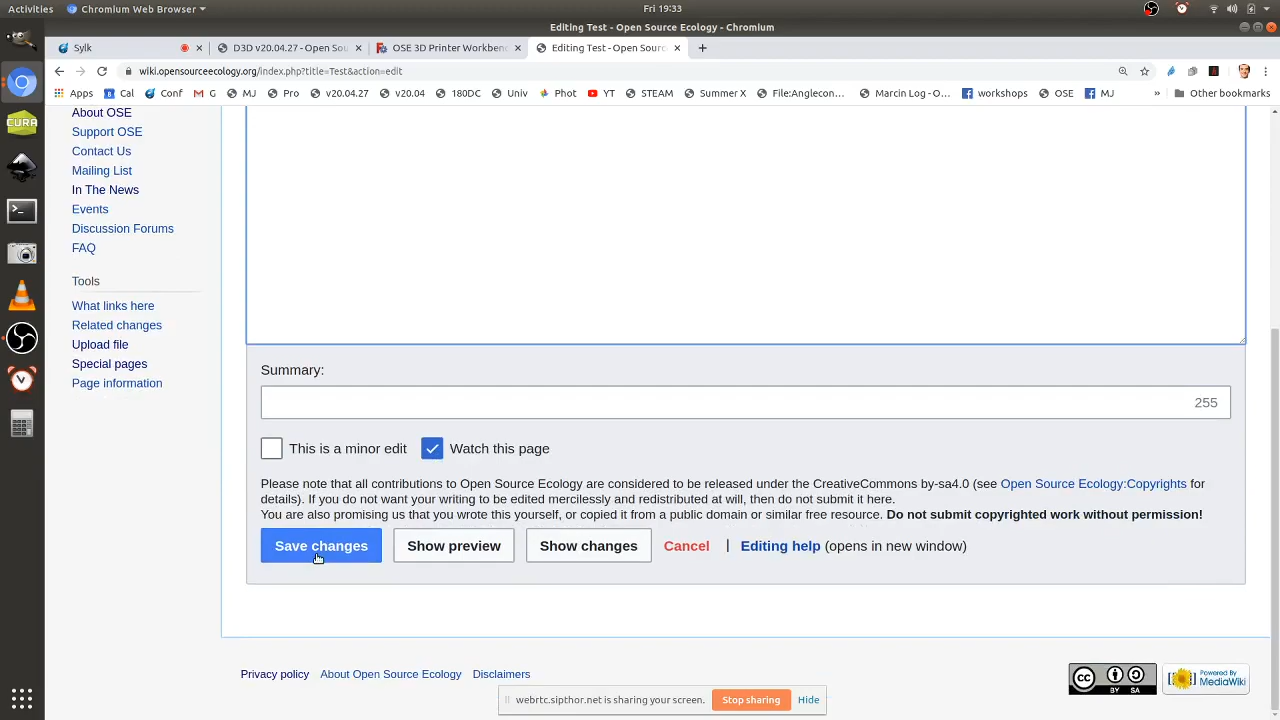 Activities
Chromium Web Browser
Fri 19:33
Editing Test - Open Source Ecology - Chromium
Sylk
D3D v20.04.27 - Open Sou
OSE 3D Printer Workben
Editing Test - Open Sourc
wiki.opensourceecology.org/index.php?title=Test&action=edit
Apps Cal Conf G MJ Pro v20.04.27 v20.04 180DC Univ Phot YT STEAM Summer X File:Anglecon... Marcin Log - O... workshops OSE MJ » Other bookmarks
CURA
About OSE
Support OSE
Contact Us
Mailing List
In The News
Events
Discussion Forums
FAQ
Tools
What links here
Related changes
Upload file
Special pages
Page information
Summary:
255
This is a minor edit Watch this page
Please note that all contributions to Open Source Ecology are considered to be released under the CreativeCommons by-sa4.0 (see Open Source Ecology:Copyrights for
details). If you do not want your writing to be edited mercilessly and redistributed at will, then do not submit it here.
You are also promising us that you wrote this yourself, or copied it from a public domain or similar free resource. Do not submit copyrighted work without permission!
Save changes Show preview Show changes Cancel | Editing help (opens in new window)
Privacy policy About Open Source Ecology Disclaimers
cc BY SA
Powered By
MediaWiki
webrtc.sipthor.net is sharing your screen. Stop sharing Hide